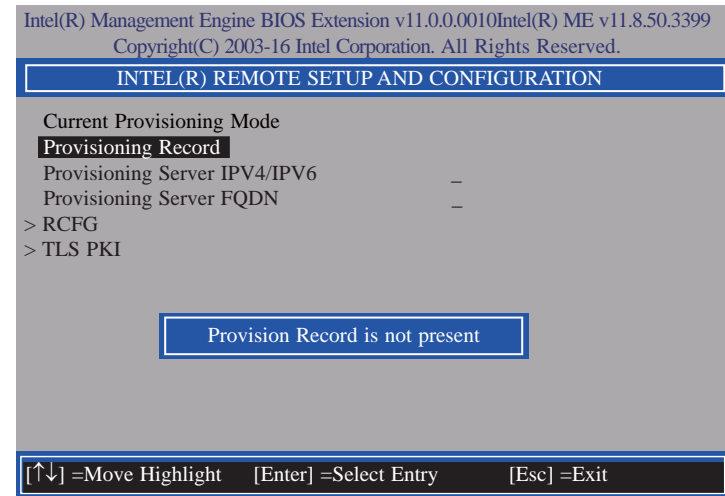 Intel(R) Management Engine BIOS Extension v11.0.0.0010Intel(R) ME v11.8.50.3399
Copyright(C) 2003-16 Intel Corporation. All Rights Reserved.
INTEL(R) REMOTE SETUP AND CONFIGURATION
Current Provisioning Mode
Provisioning Record
Provisioning Server IPV4/IPV6 _
Provisioning Server FQDN _
> RCFG
> TLS PKI
Provision Record is not present
[↑↓] =Move Highlight [Enter] =Select Entry [Esc] =Exit